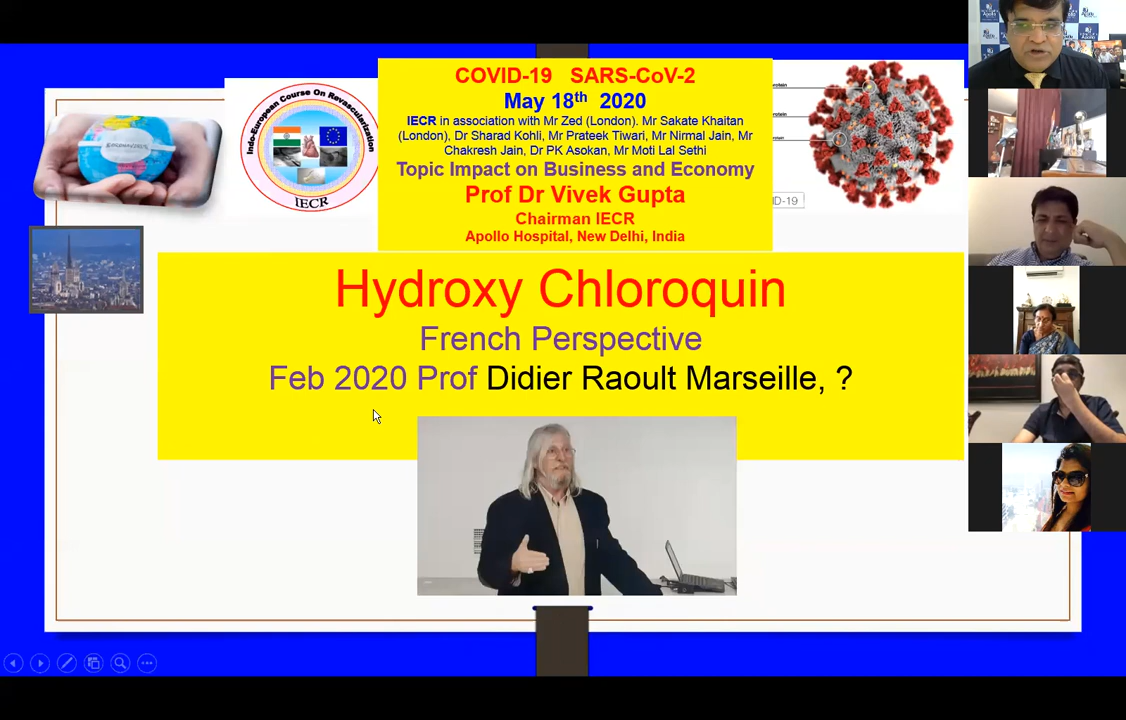 COVID-19 SARS-CoV-2
May 18th 2020
IECR in association with Mr Zed (London). Mr Sakate Khaitan
(London), Dr Sharad Kohli, Mr Prateek Tiwari, Mr Nirmal Jain, Mr
Chakresh Jain, Dr PK Asokan, Mr Moti Lal Sethi
Topic Impact on Business and Economy
Prof Dr Vivek Gupta
Chairman IECR
Apollo Hospital, New Delhi, India
Indo-European Course On Revascularization
IECR
Hydroxy Chloroquin
French Perspective
Feb 2020 Prof Didier Raoult Marseille, ?